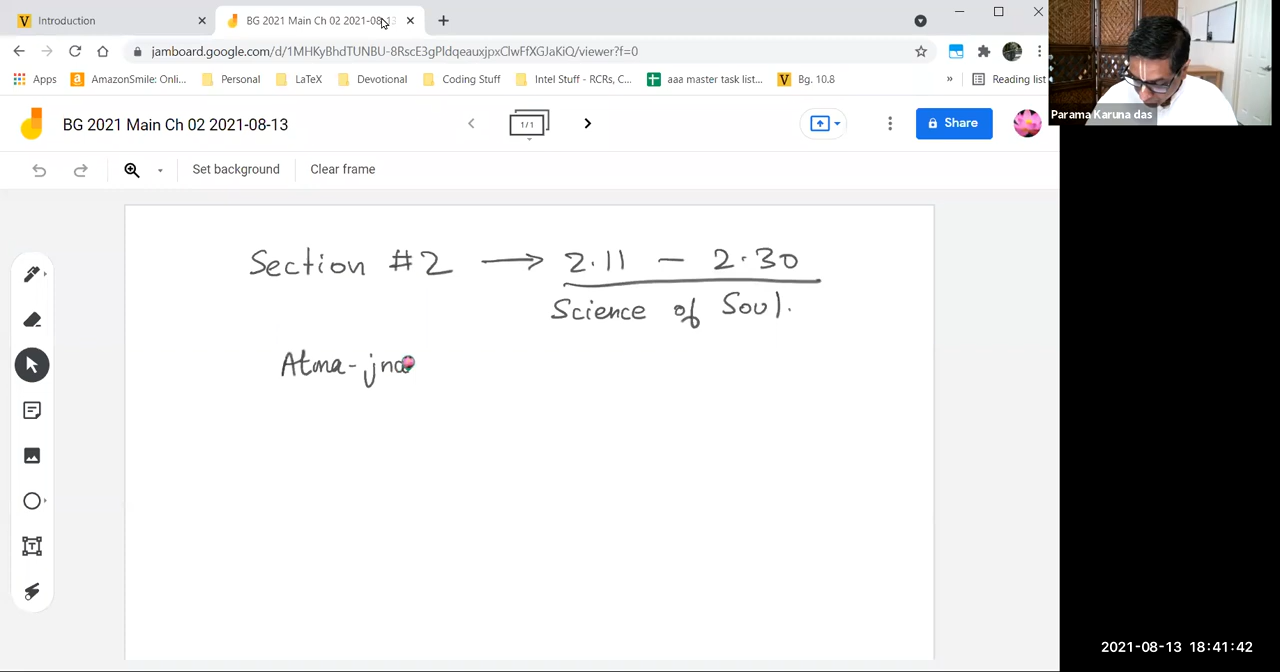 Introduction
BG 2021 Main Ch 02 2021-08-13
jamboard.google.com/d/1MHKyBhdTUNBU-8RscE3gPldqeauxjpxClwFfXGJaKiQ/viewer?f=0
Apps AmazonSmile: Onli... Personal LaTeX Devotional Coding Stuff Intel Stuff - RCRs, C... aaa master task list... Bg. 10.8 » Reading list
Parama Karuna das
BG 2021 Main Ch 02 2021-08-13 1/1 Share
Set background Clear frame
Section #2 → 2.11 – 2.30
Science of Soul.
Atma-jna
2021-08-13 18:41:42